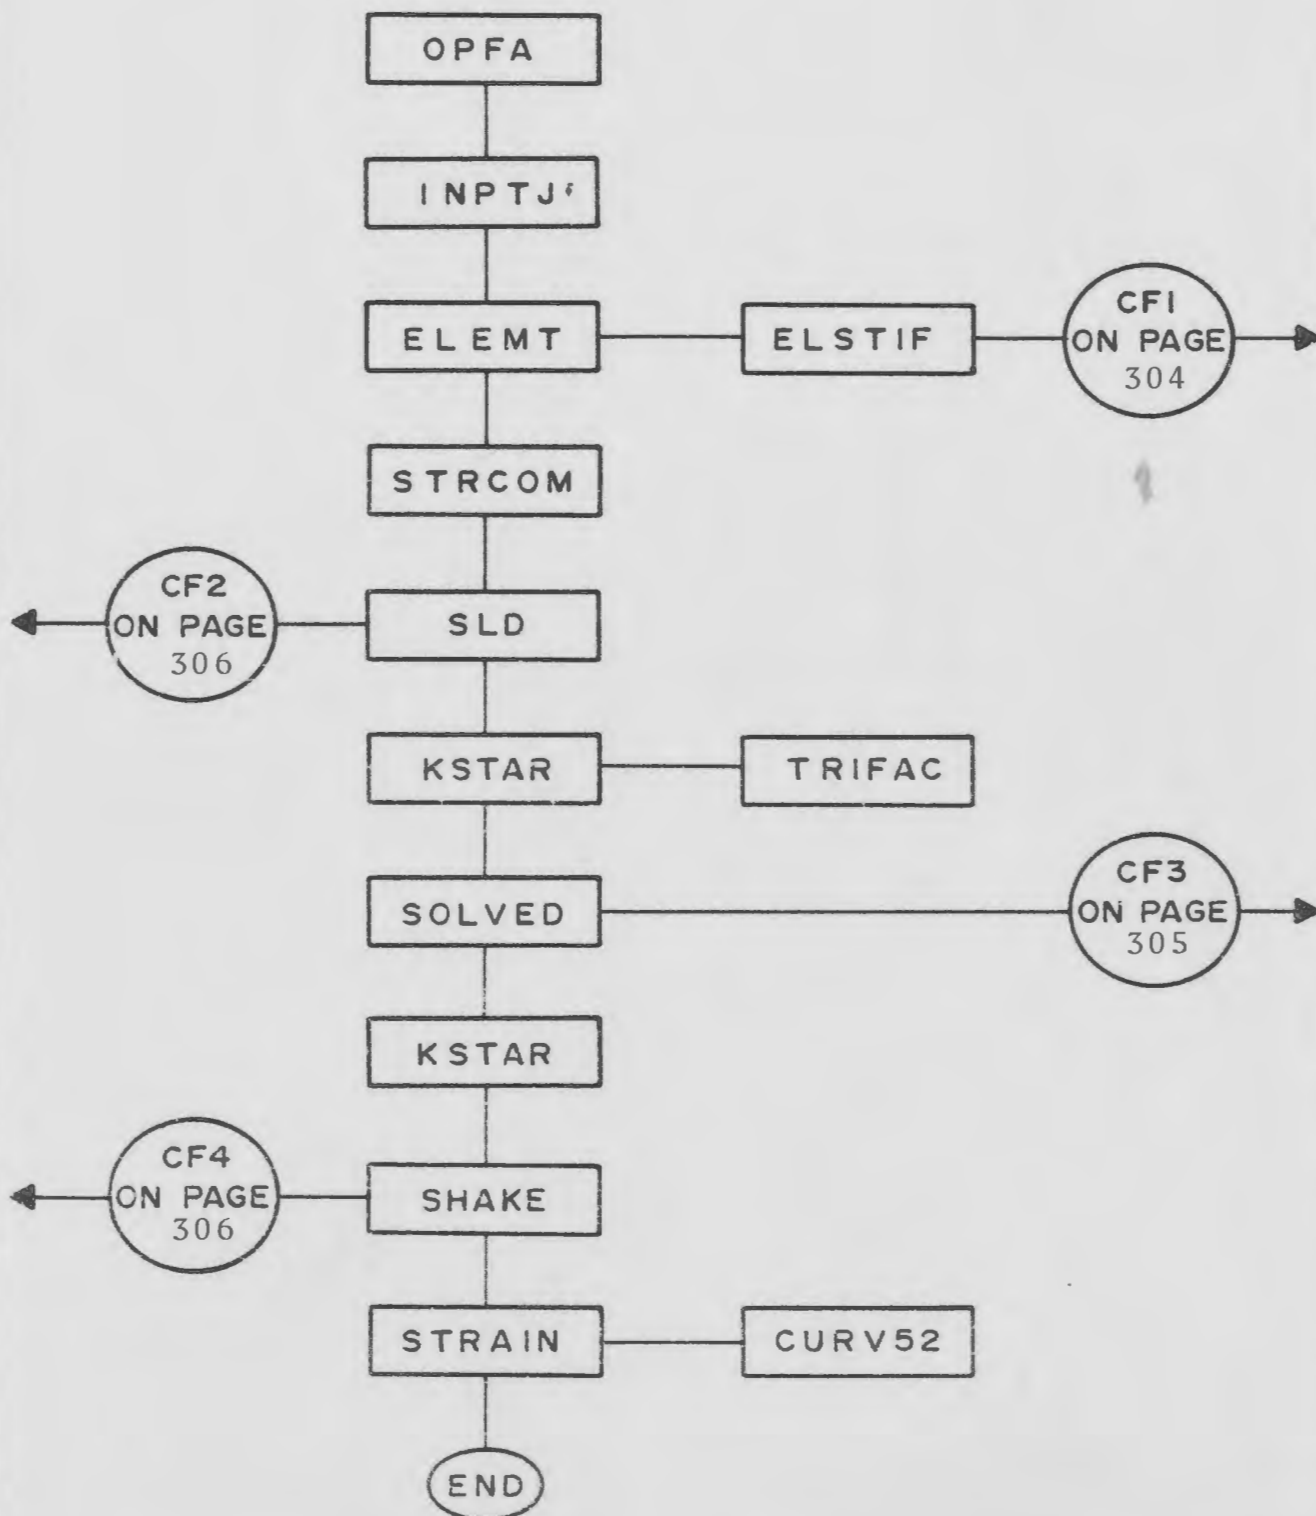 OPFA
INPTJ
ELEMT
ELSTIF
CF1
ON PAGE
304
STRCOM
CF2
ON PAGE
306
SLD
KSTAR
TRIFAC
SOLVED
CF3
ON PAGE
305
KSTAR
CF4
ON PAGE
306
SHAKE
STRAIN
CURV52
END